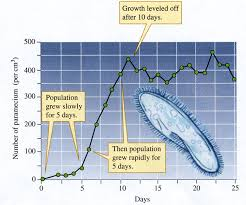 Growth leveled off
after 10 days.
Number of paramecium (per cm³)
500
400
300
200
100
0
Population
grew slowly
for 5 days.
Then population
grew rapidly for
5 days.
0
5
10
15
20
25
Days